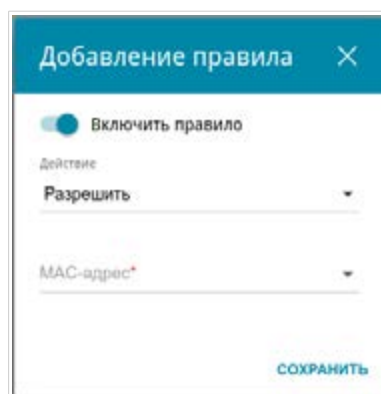 Добавление правила
Включить правило
Действие
Разрешить
MAC-адрес*
СОХРАНИТЬ